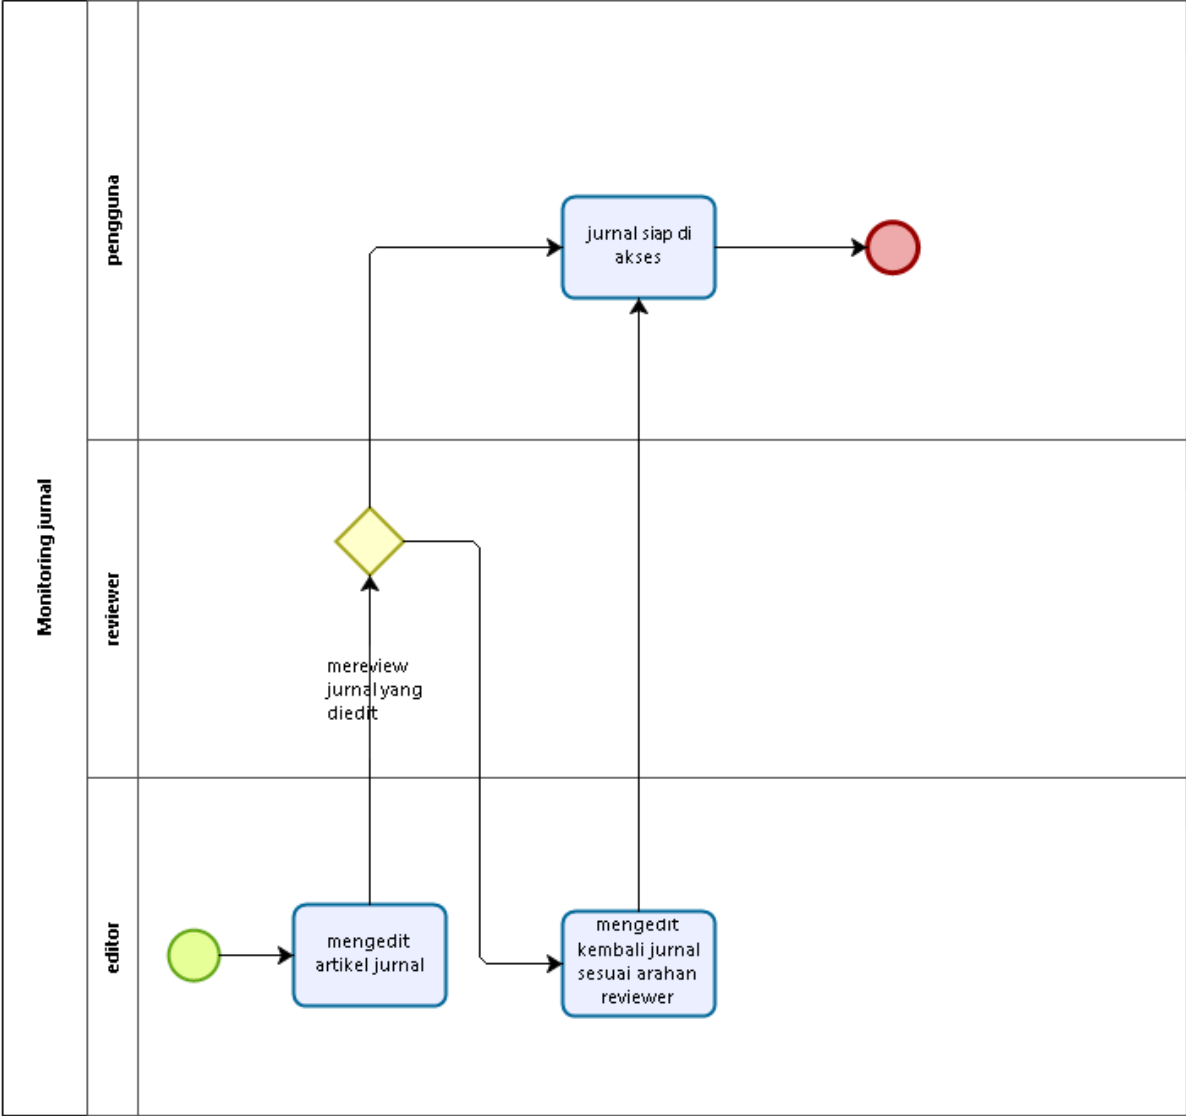 Monitoring jurnal
pengguna
jurnal siap di
akses
reviewer
mereview
jurnal yang
diedit
editor
mengedit
artikel jurnal
mengedit
kembali jurnal
sesuai arahan
reviewer